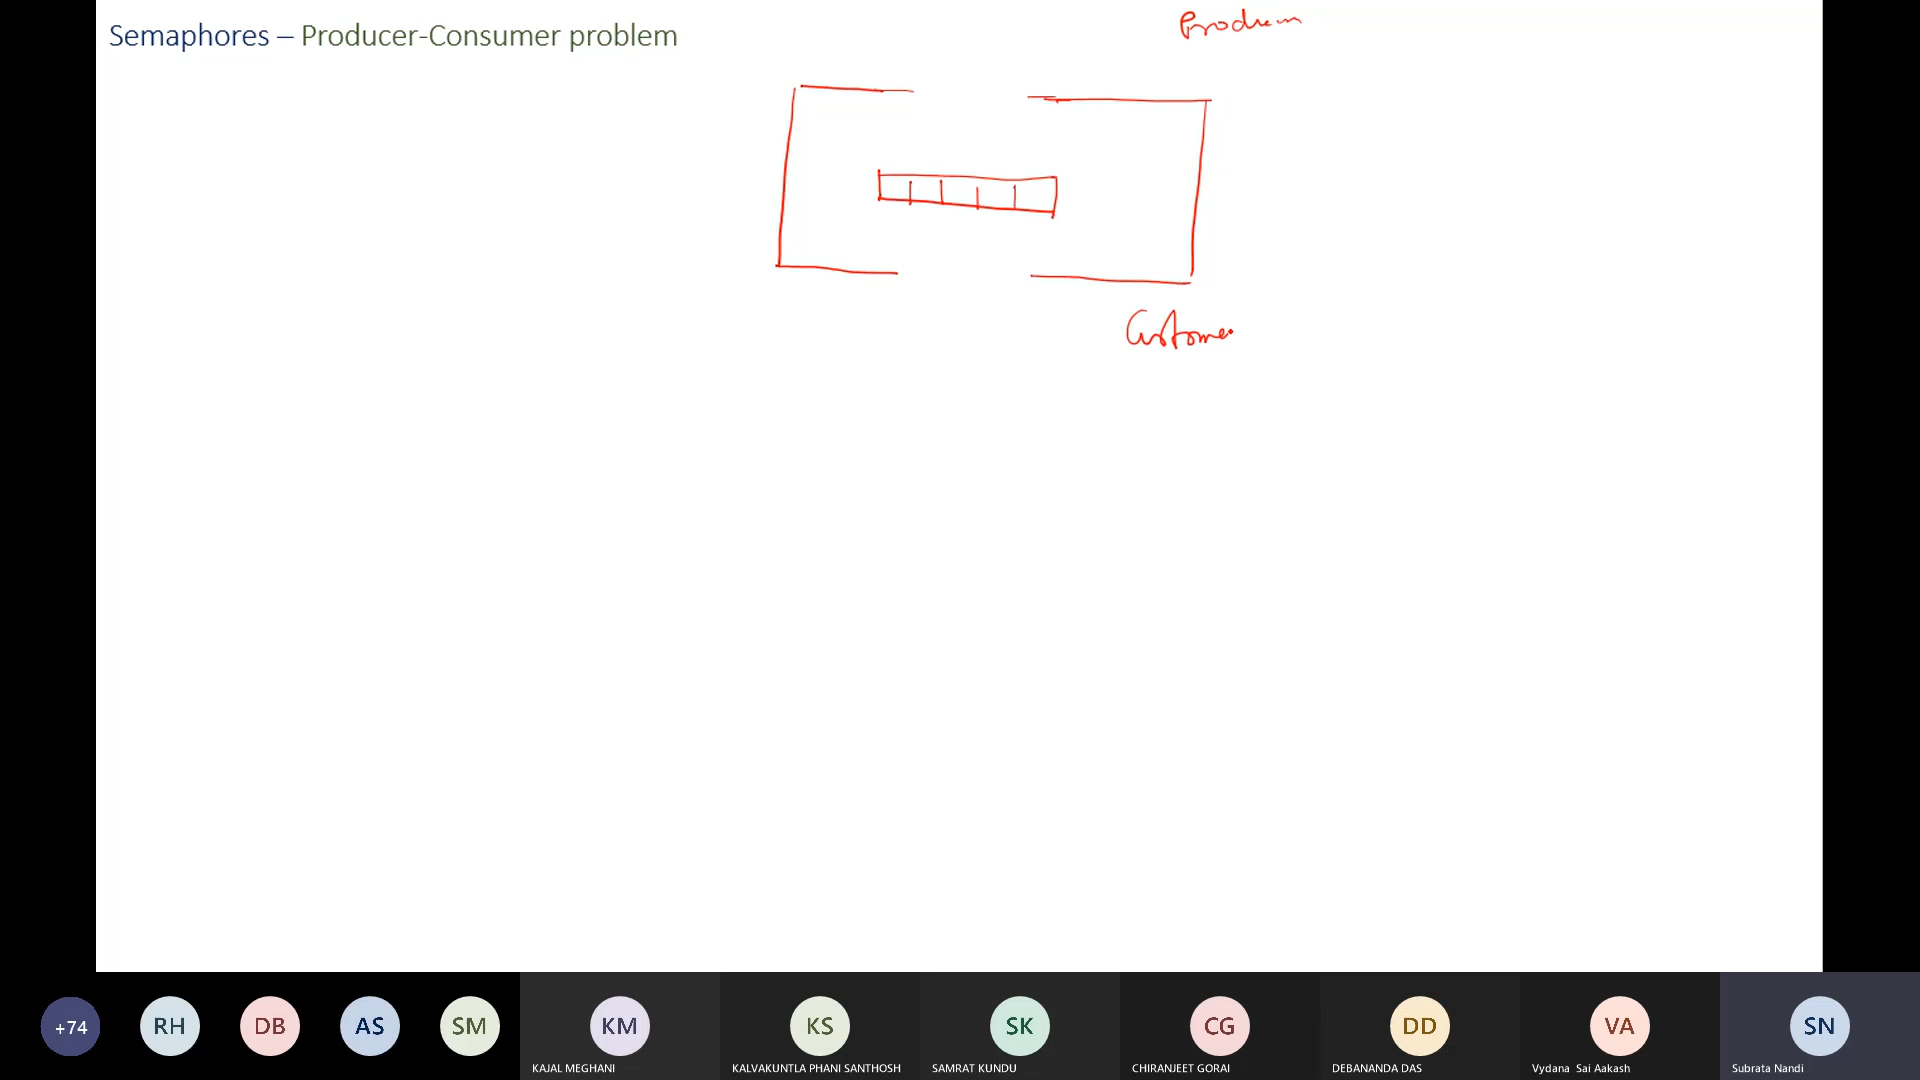 Semaphores – Producer-Consumer problem
Customer
+74 RH DB AS SM KM KS SK CG DD VA SN
KAJAL MEGHANI KALVAKUNTLA PHANI SANTHOSH SAMRAT KUNDU CHIRANJEET GORAI DEBANANDA DAS Vydana Sai Aakash Subrata Nandi